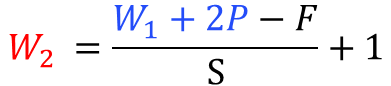 W₂ = (W₁ + 2P − F) / S + 1